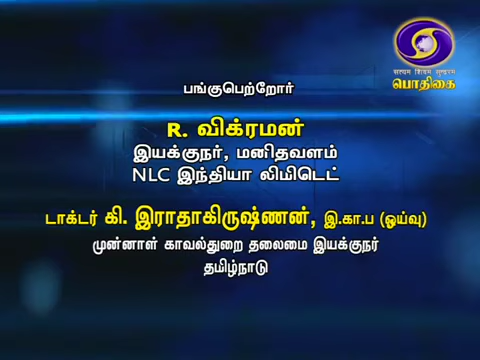 சத்யம் சிவம் சுந்தரம்
பொதிகை
பங்குபெற்றோர்
R. விக்ரமன்
இயக்குநர், மனிதவளம்
NLC இந்தியா லிமிடெட்
டாக்டர் கி. இராதாகிருஷ்ணன், இ.கா.ப (ஓய்வு)
முன்னாள் காவல்துறை தலைமை இயக்குநர்
தமிழ்நாடு